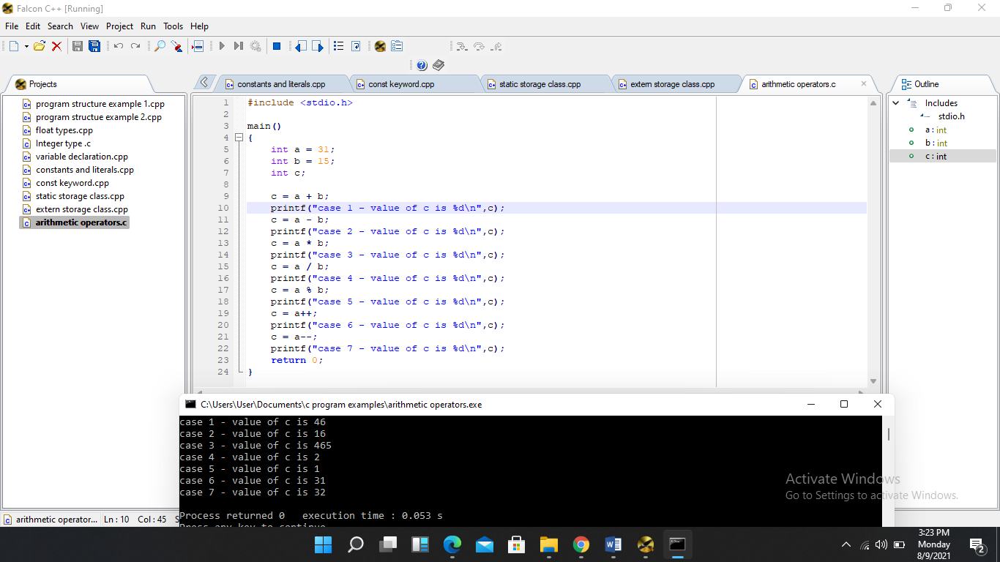 Falcon C++ [Running]
File Edit Search View Project Run Tools Help
Projects
constants and literals.cpp
const keyword.cpp
static storage class.cpp
extern storage class.cpp
arithmetic operators.c
Outline
program structure example 1.cpp
program structue example 2.cpp
float types.cpp
Integer type .c
variable declaration.cpp
constants and literals.cpp
const keyword.cpp
static storage class.cpp
extern storage class.cpp
arithmetic operators.c
1 #include <stdio.h>
2
3 main()
4 {
5 int a = 31;
6 int b = 15;
7 int c;
8
9 c = a + b;
10 printf("case 1 - value of c is %d\n",c);
11 c = a - b;
12 printf("case 2 - value of c is %d\n",c);
13 c = a * b;
14 printf("case 3 - value of c is %d\n",c);
15 c = a / b;
16 printf("case 4 - value of c is %d\n",c);
17 c = a % b;
18 printf("case 5 - value of c is %d\n",c);
19 c = a++;
20 printf("case 6 - value of c is %d\n",c);
21 c = a--;
22 printf("case 7 - value of c is %d\n",c);
23 return 0;
24 }
Includes
stdio.h
a : int
b : int
c : int
C:\Users\User\Documents\c program examples\arithmetic operators.exe
case 1 - value of c is 46
case 2 - value of c is 16
case 3 - value of c is 465
case 4 - value of c is 2
case 5 - value of c is 1
case 6 - value of c is 31
case 7 - value of c is 32
Process returned 0 execution time : 0.053 s
Press any key to continue
Activate Windows
Go to Settings to activate Windows.
arithmetic operator... Ln : 10 Col : 45 S
3:23 PM
Monday
8/9/2021
2